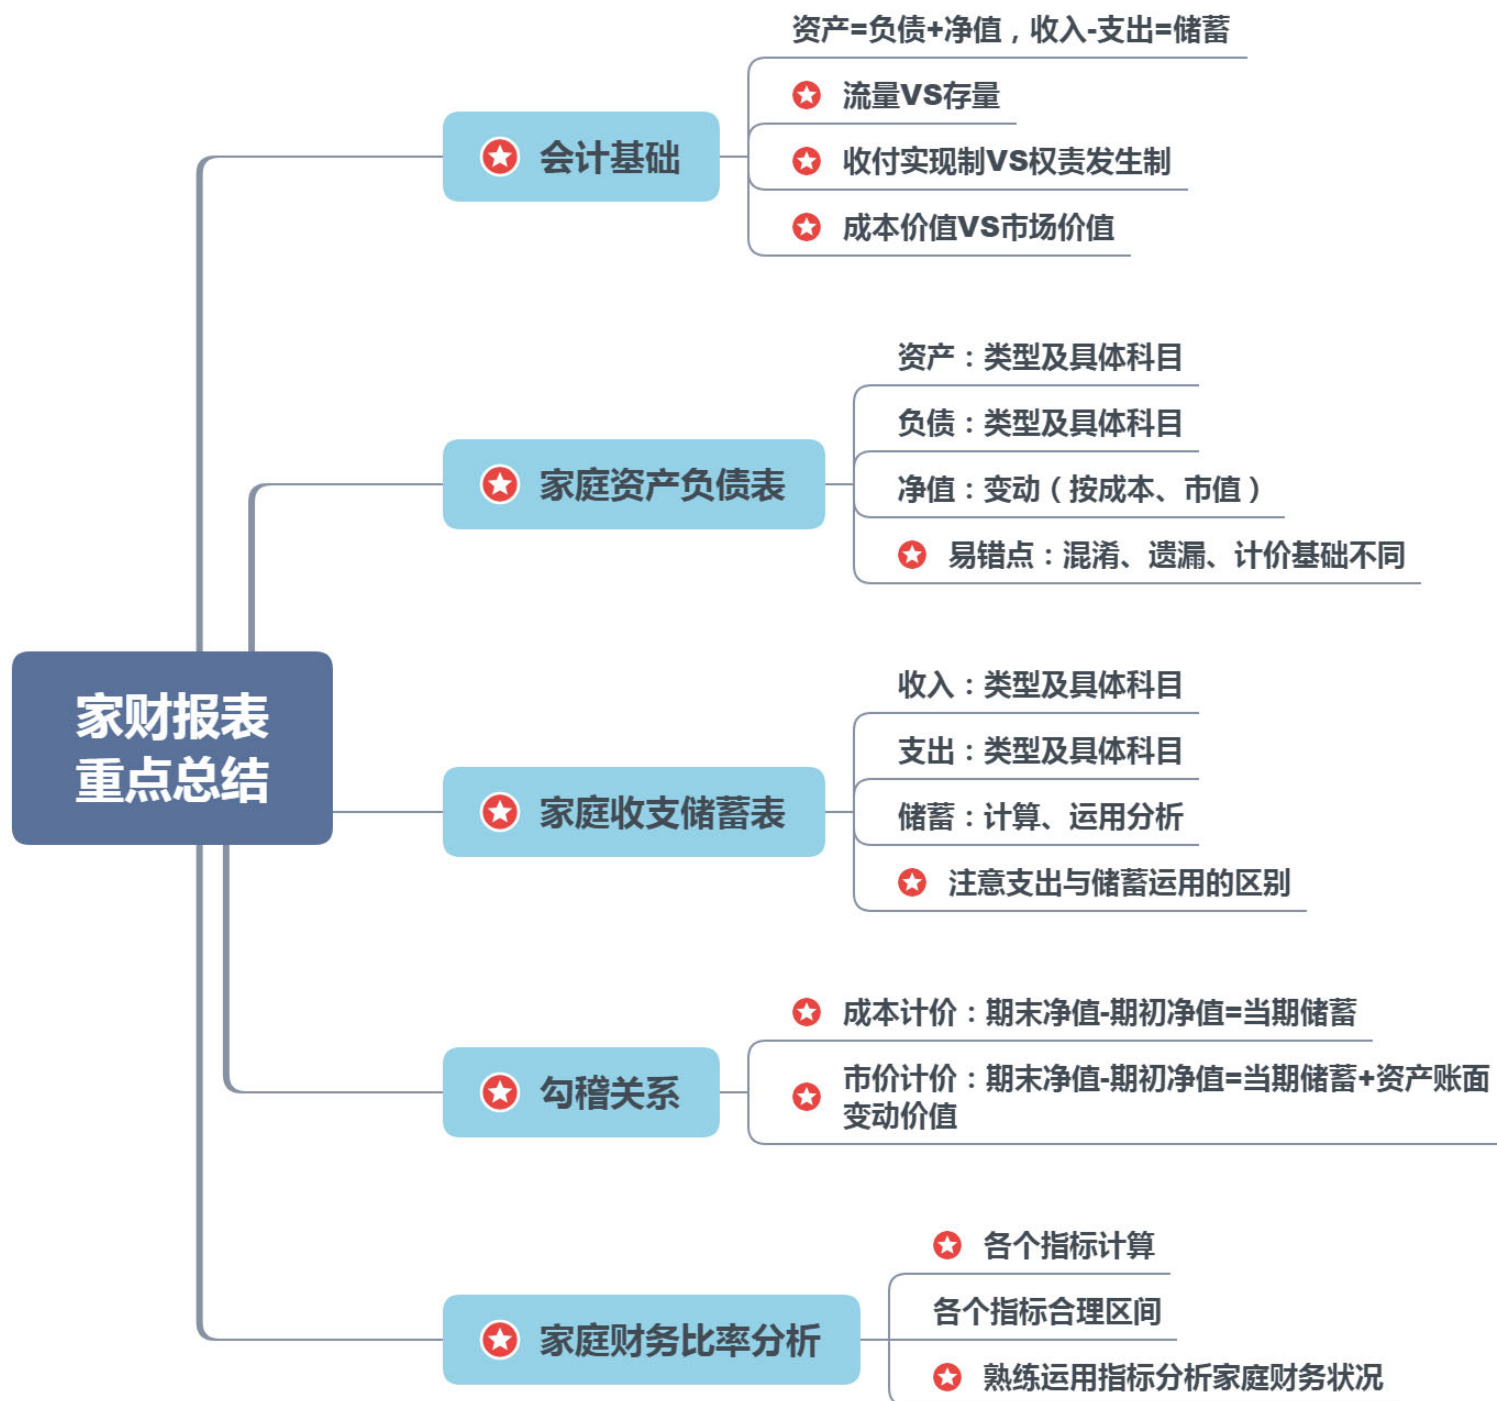 家财报表
重点总结
会计基础
资产=负债+净值，收入-支出=储蓄
流量VS存量
收付实现制VS权责发生制
成本价值VS市场价值
家庭资产负债表
资产：类型及具体科目
负债：类型及具体科目
净值：变动（按成本、市值）
易错点：混淆、遗漏、计价基础不同
家庭收支储蓄表
收入：类型及具体科目
支出：类型及具体科目
储蓄：计算、运用分析
注意支出与储蓄运用的区别
勾稽关系
成本计价：期末净值-期初净值=当期储蓄
市价计价：期末净值-期初净值=当期储蓄+资产账面
变动价值
家庭财务比率分析
各个指标计算
各个指标合理区间
熟练运用指标分析家庭财务状况